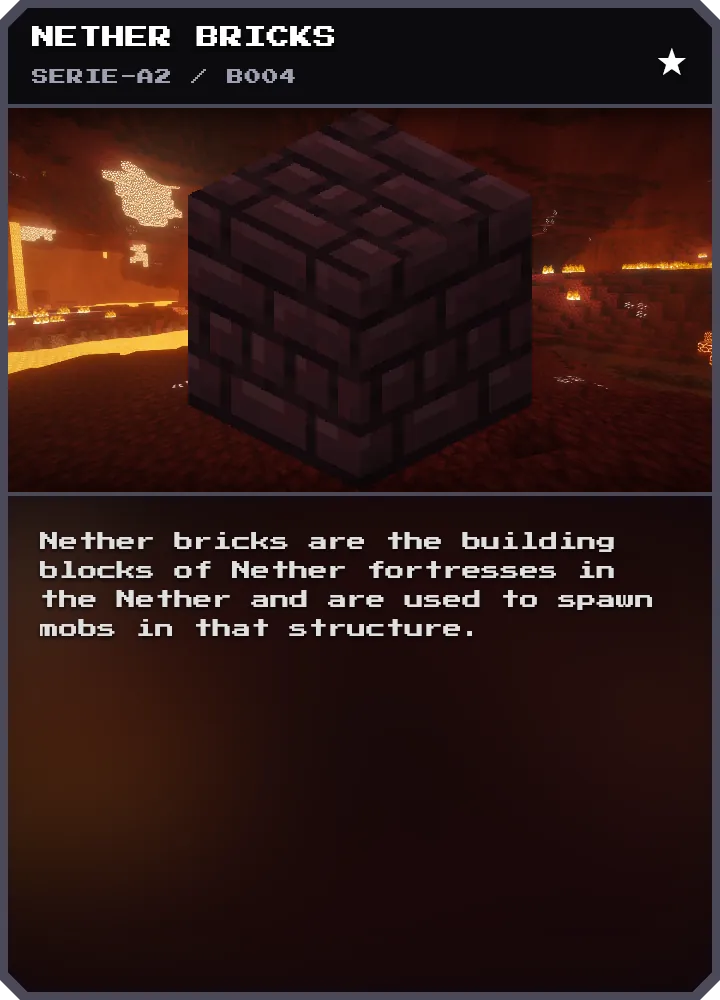 NETHER BRICKS
SERIE-A2 / B004
Nether bricks are the building
blocks of Nether fortresses in
the Nether and are used to spawn
mobs in that structure.